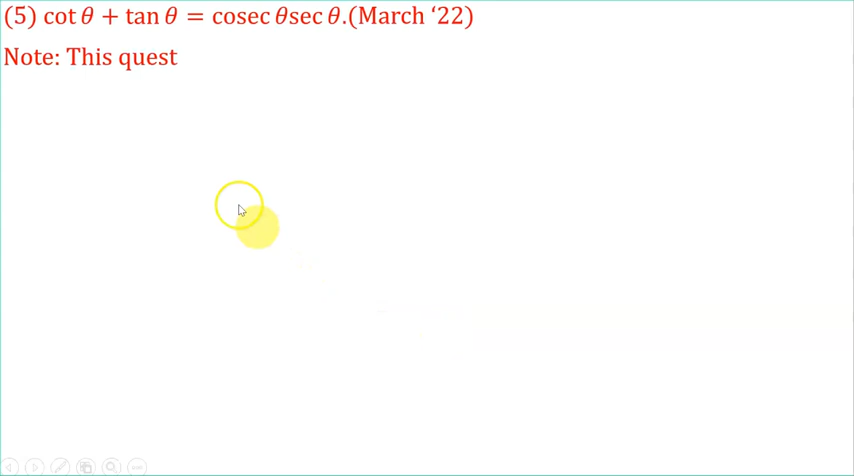 (5) cot θ + tan θ = cosec θsec θ.(March ‘22)
Note: This quest